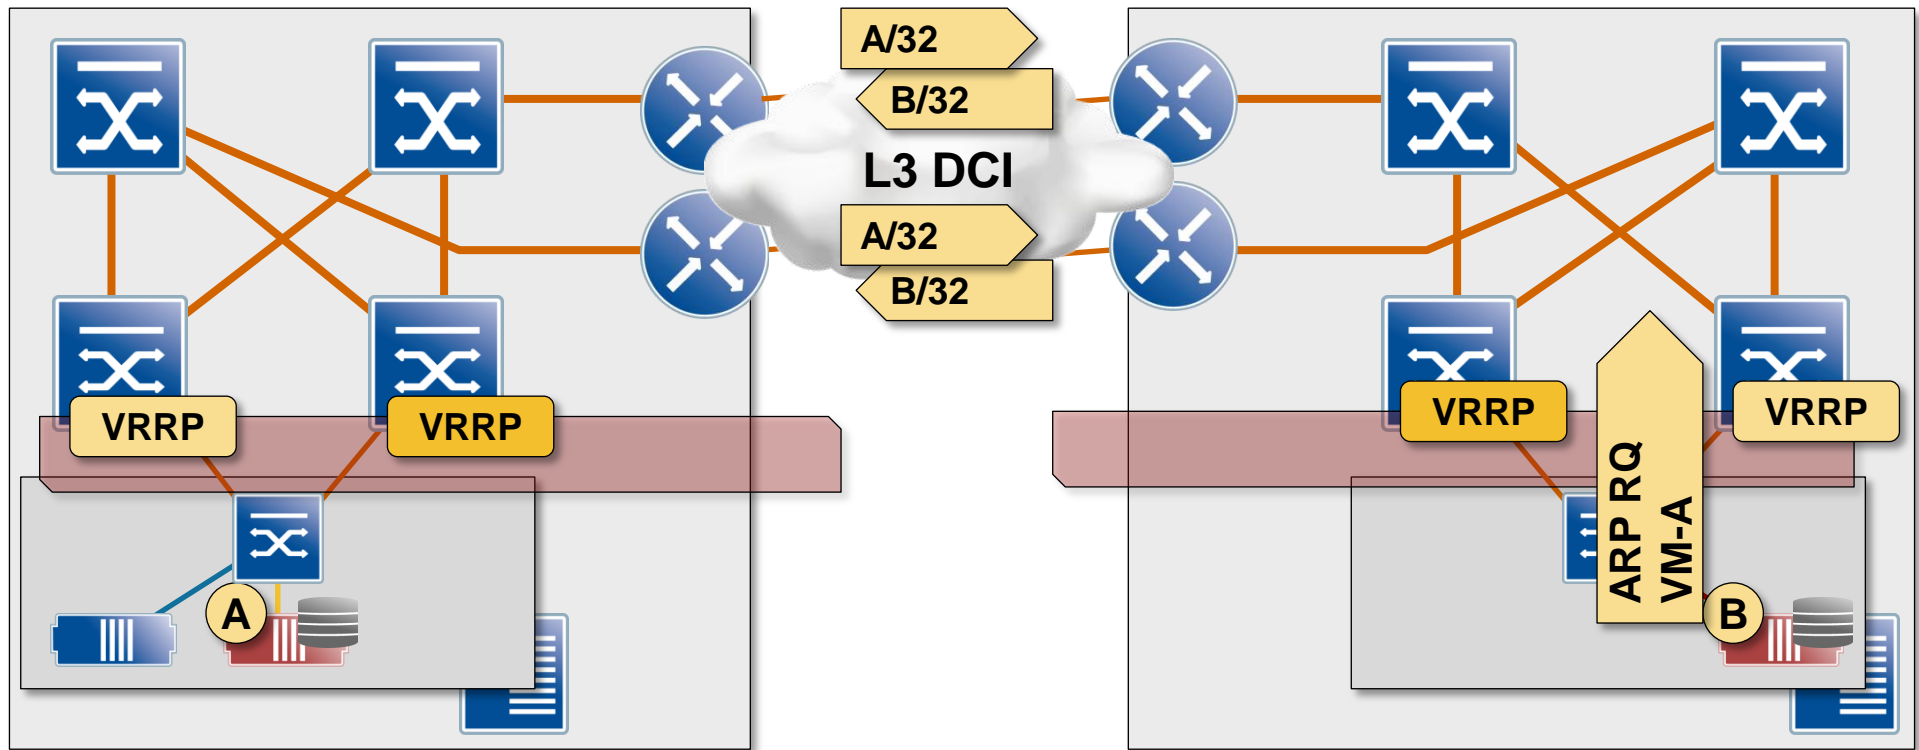 A/32
B/32
L3 DCI
A/32
B/32
VRRP
VRRP
VRRP
VRRP
ARP RQ
VM-A
A
B